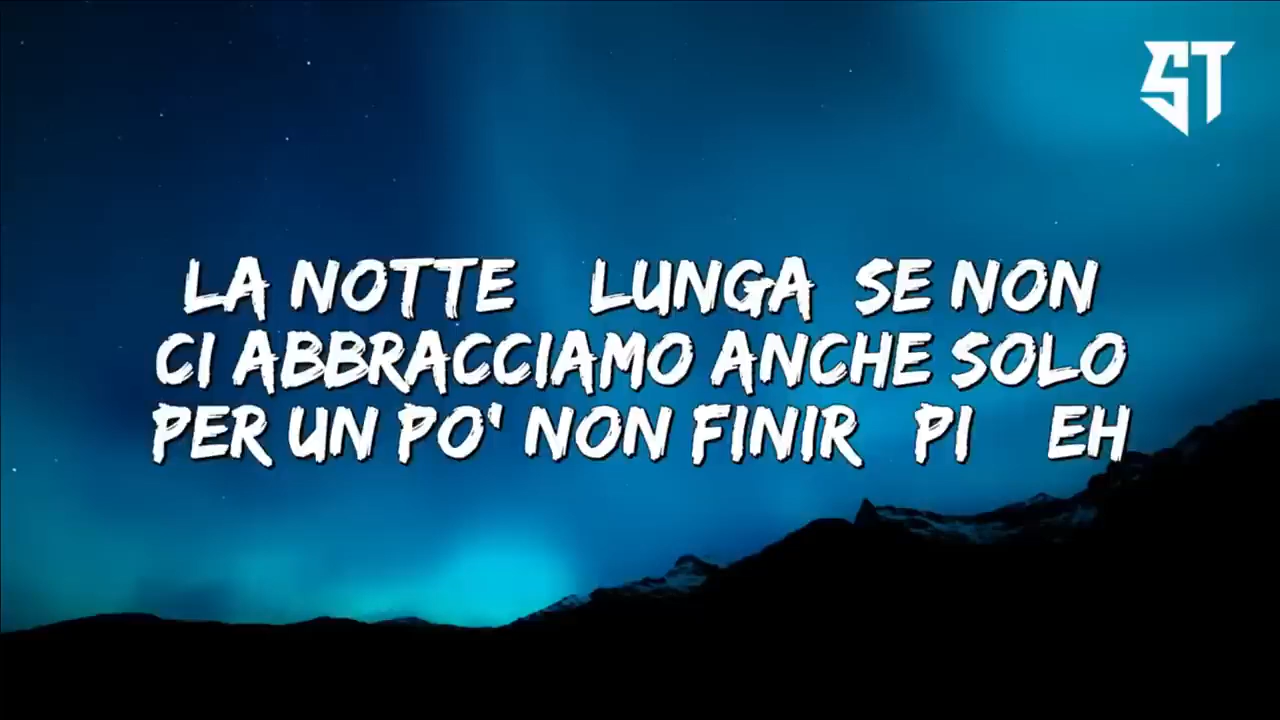 ST
LA NOTTE LUNGA SE NON
CI ABBRACCIAMO ANCHE SOLO
PER UN PO' NON FINIR PI EH